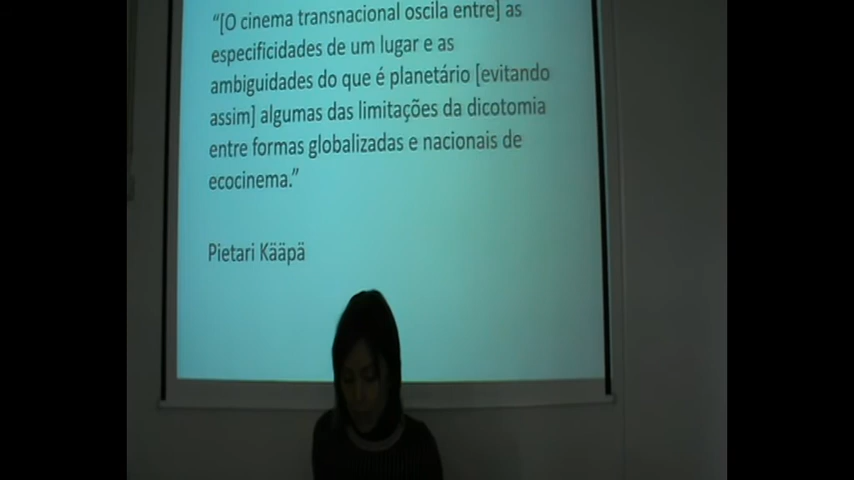 “[O cinema transnacional oscila entre] as
especificidades de um lugar e as
ambiguidades do que é planetário [evitando
assim] algumas das limitações da dicotomia
entre formas globalizadas e nacionais de
ecocinema.”
Pietari Kääpä